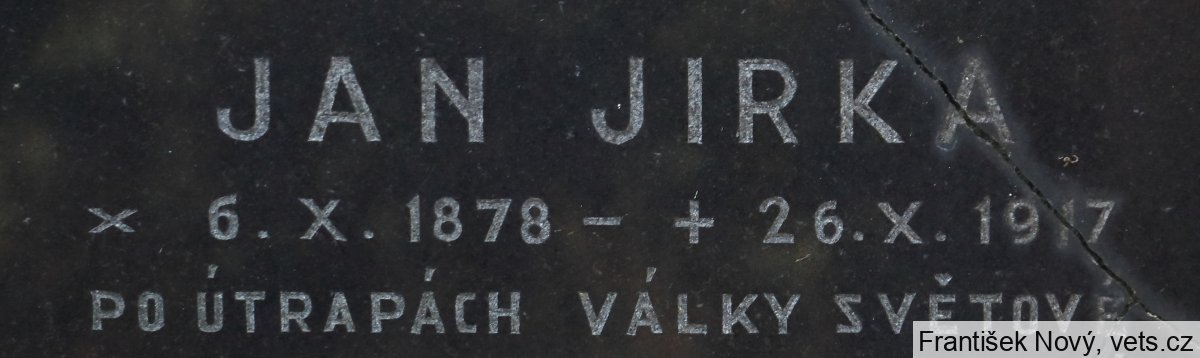 JAN JIRKA
× 6. X. 1878 – + 26. X. 1917
PO ÚTRAPÁCH VÁLKY SVĚTOVÉ
František Nový, vets.cz